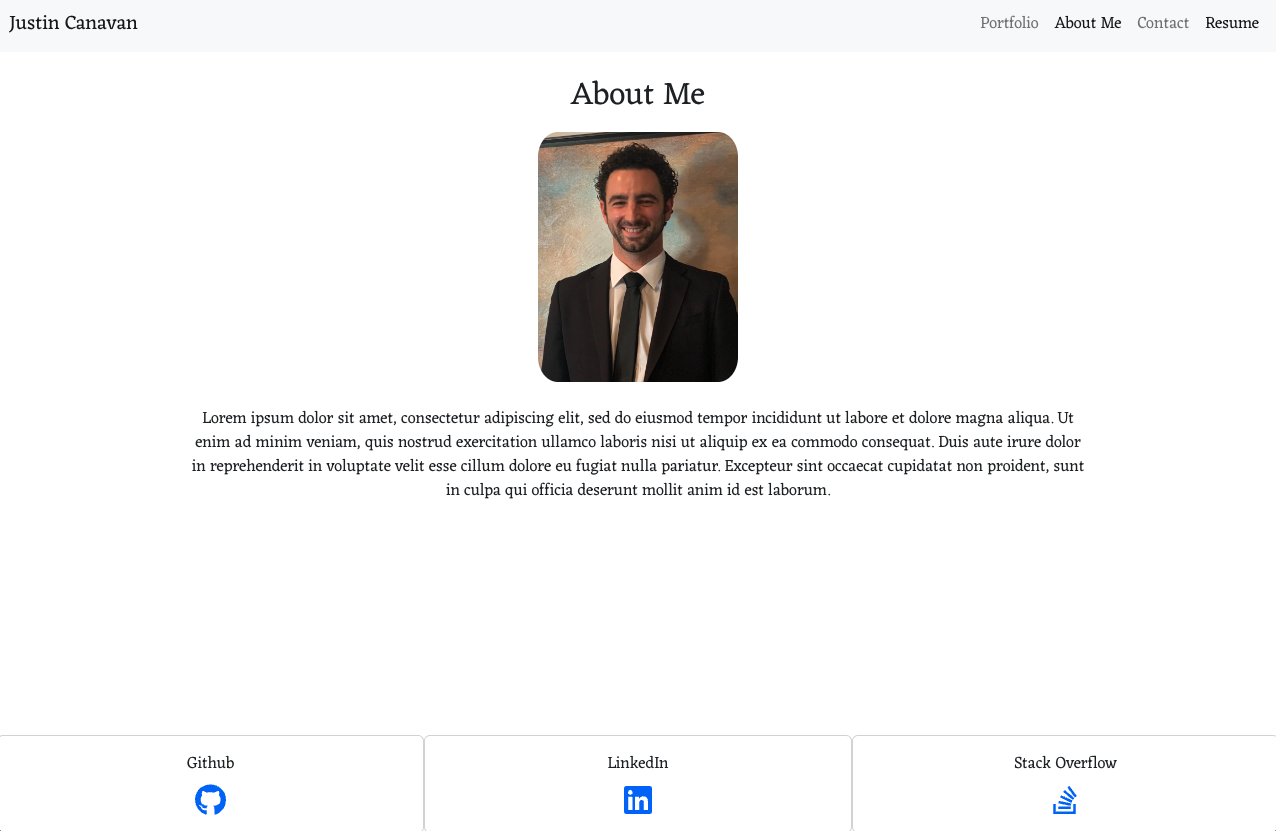 Justin Canavan
Portfolio About Me Contact Resume
About Me
Lorem ipsum dolor sit amet, consectetur adipiscing elit, sed do eiusmod tempor incididunt ut labore et dolore magna aliqua. Ut
enim ad minim veniam, quis nostrud exercitation ullamco laboris nisi ut aliquip ex ea commodo consequat. Duis aute irure dolor
in reprehenderit in voluptate velit esse cillum dolore eu fugiat nulla pariatur. Excepteur sint occaecat cupidatat non proident, sunt
in culpa qui officia deserunt mollit anim id est laborum.
Github
LinkedIn
Stack Overflow